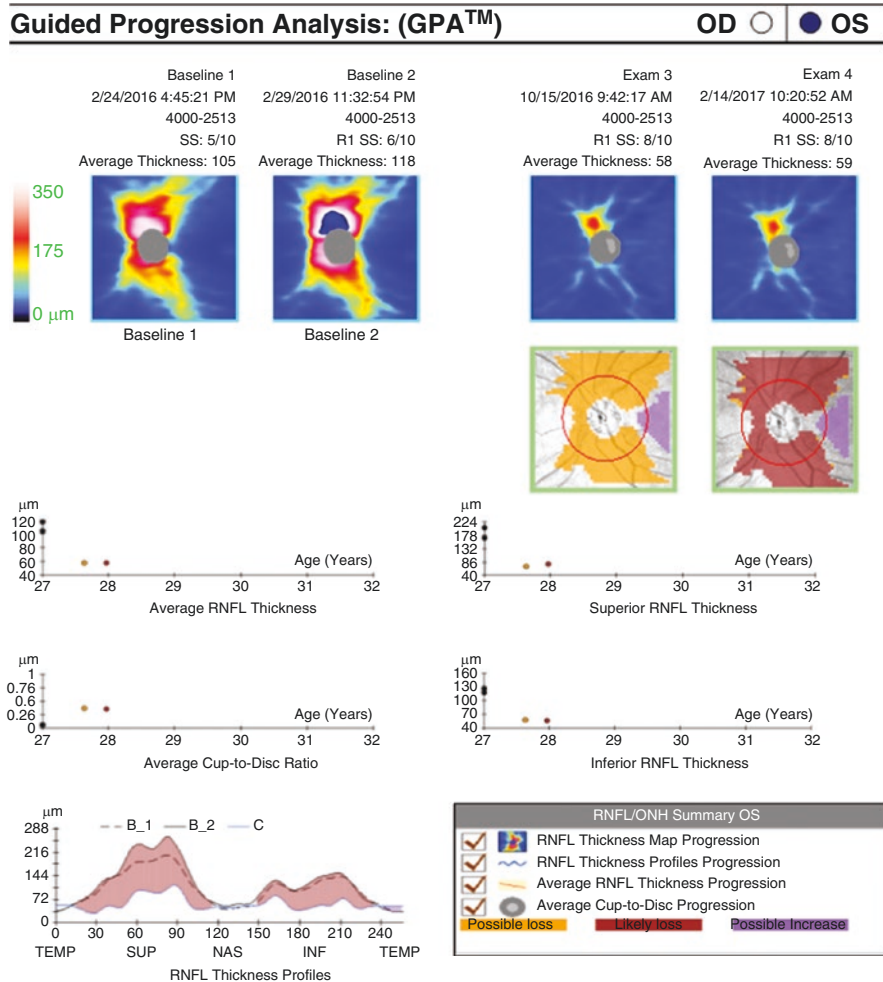 Guided Progression Analysis: (GPA™) OD OS
Baseline 1
2/24/2016 4:45:21 PM
4000-2513
SS: 5/10
Average Thickness: 105
Baseline 2
2/29/2016 11:32:54 PM
4000-2513
R1 SS: 6/10
Average Thickness: 118
Exam 3
10/15/2016 9:42:17 AM
4000-2513
R1 SS: 8/10
Average Thickness: 58
Exam 4
2/14/2017 10:20:52 AM
4000-2513
R1 SS: 8/10
Average Thickness: 59
350
175
0 µm
Baseline 1
Baseline 2
µm
120
100
80
60
40
27 28 29 30 31 32
Age (Years)
Average RNFL Thickness
µm
224
178
132
86
40
27 28 29 30 31 32
Age (Years)
Superior RNFL Thickness
µm
1
0.76
0.6
0.26
0
27 28 29 30 31 32
Age (Years)
Average Cup-to-Disc Ratio
µm
160
130
100
70
40
27 28 29 30 31 32
Age (Years)
Inferior RNFL Thickness
µm
B_1 B_2 C
288
216
144
72
0
0 30 60 90 120 150 180 210 240
TEMP SUP NAS INF TEMP
RNFL Thickness Profiles
RNFL/ONH Summary OS
RNFL Thickness Map Progression
RNFL Thickness Profiles Progression
Average RNFL Thickness Progression
Average Cup-to-Disc Progression
Possible loss Likely loss Possible Increase